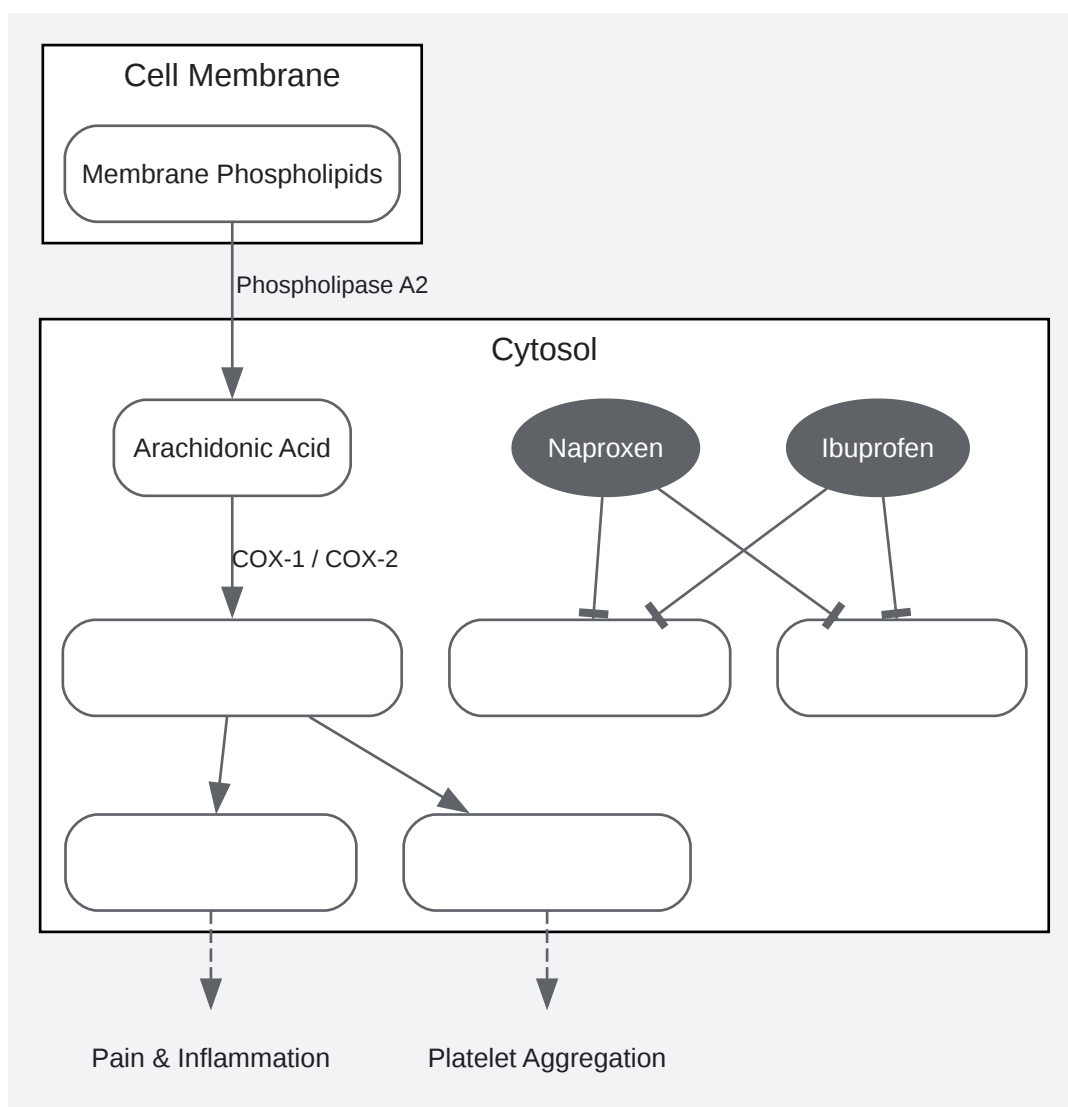 Cell Membrane
Membrane Phospholipids
Phospholipase A2
Cytosol
Arachidonic Acid
Naproxen
Ibuprofen
COX-1 / COX-2
Pain & Inflammation
Platelet Aggregation